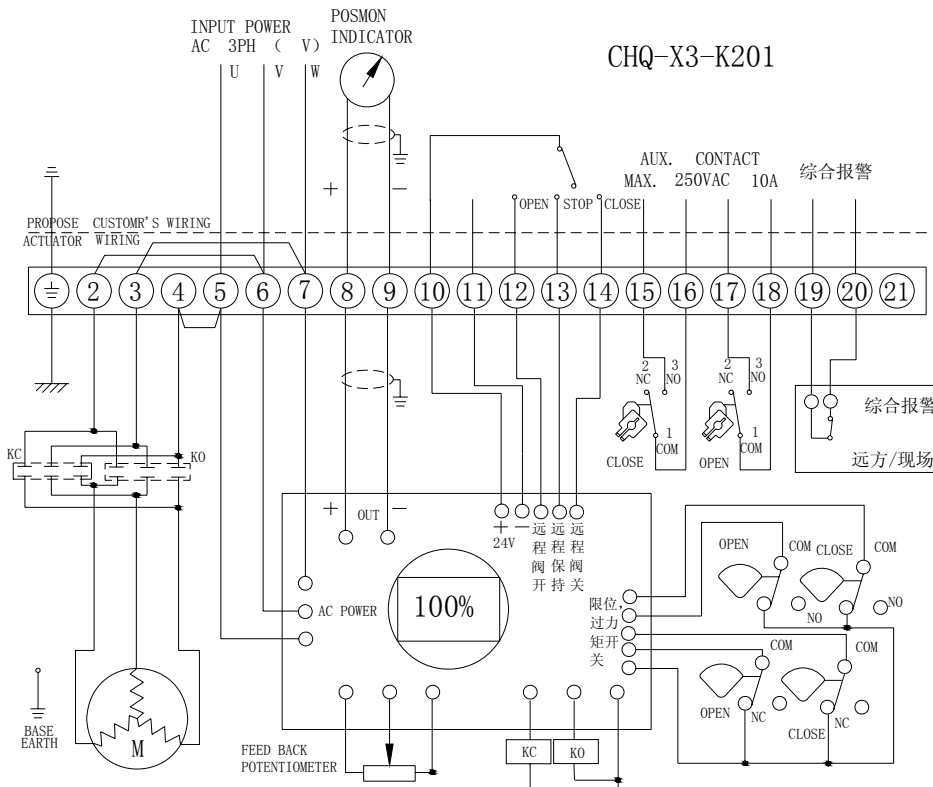 INPUT POWER
AC 3PH ( V)
U V W
POSMON
INDICATOR
CHQ-X3-K201
+ −
OPEN STOP CLOSE
AUX. CONTACT
MAX. 250VAC 10A
综合报警
PROPOSE CUSTOMR'S WIRING
ACTUATOR WIRING
2 3 4 5 6 7 8 9 10 11 12 13 14 15 16 17 18 19 20 21
2 3
NC NO
1
COM
CLOSE
2 3
NC NO
1
COM
OPEN
综合报警
远方/现场
KC
KO
+ OUT −
+ −
24V
远程阀开
远程保持
远程阀关
AC POWER
100%
限位,
过力
矩开
关
OPEN COM
NO
CLOSE COM
NO
COM
OPEN NC
COM
CLOSE NC
BASE
EARTH
M
FEED BACK
POTENTIOMETER
KC
KO